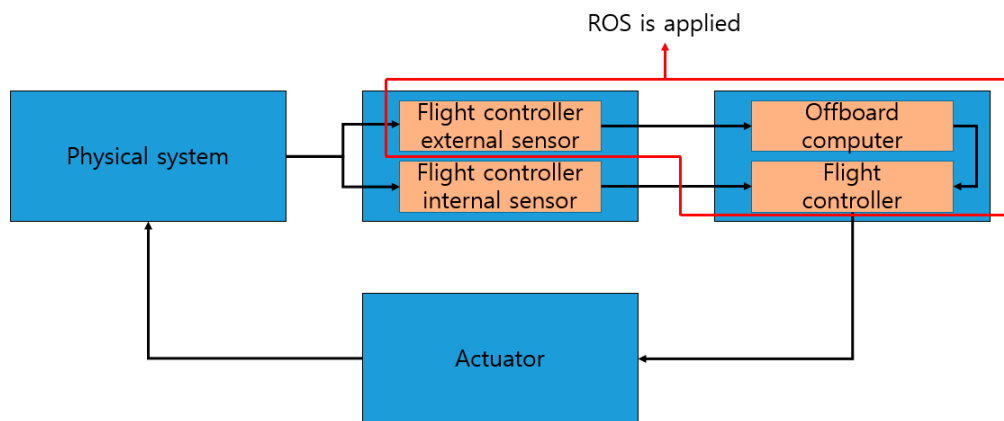 ROS is applied
Physical system
Flight controller
external sensor
Flight controller
internal sensor
Offboard
computer
Flight
controller
Actuator